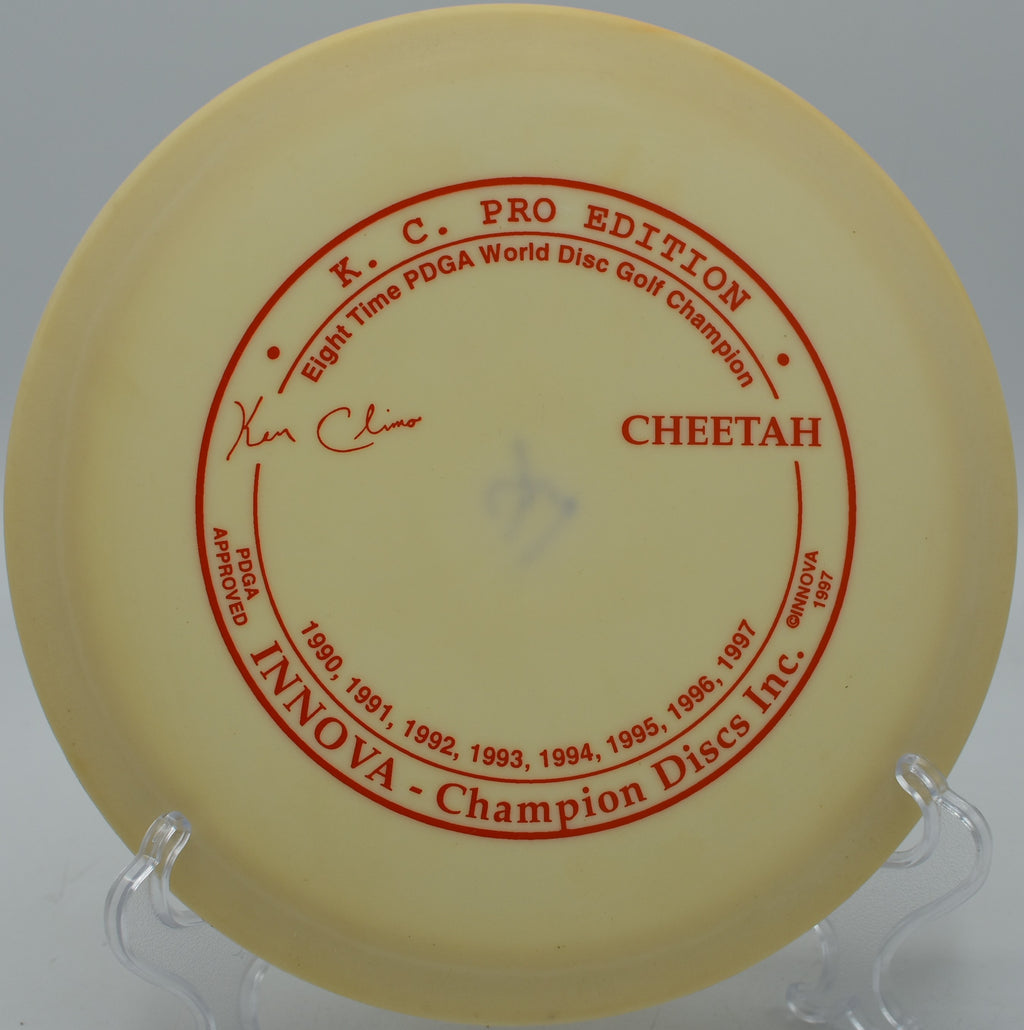 K. C. PRO EDITION
Eight Time PDGA World Disc Golf Champion
Ken Climo
CHEETAH
PDGA
APPROVED
©INNOVA
1997
1990, 1991, 1992, 1993, 1994, 1995, 1996, 1997
INNOVA - Champion Discs Inc.